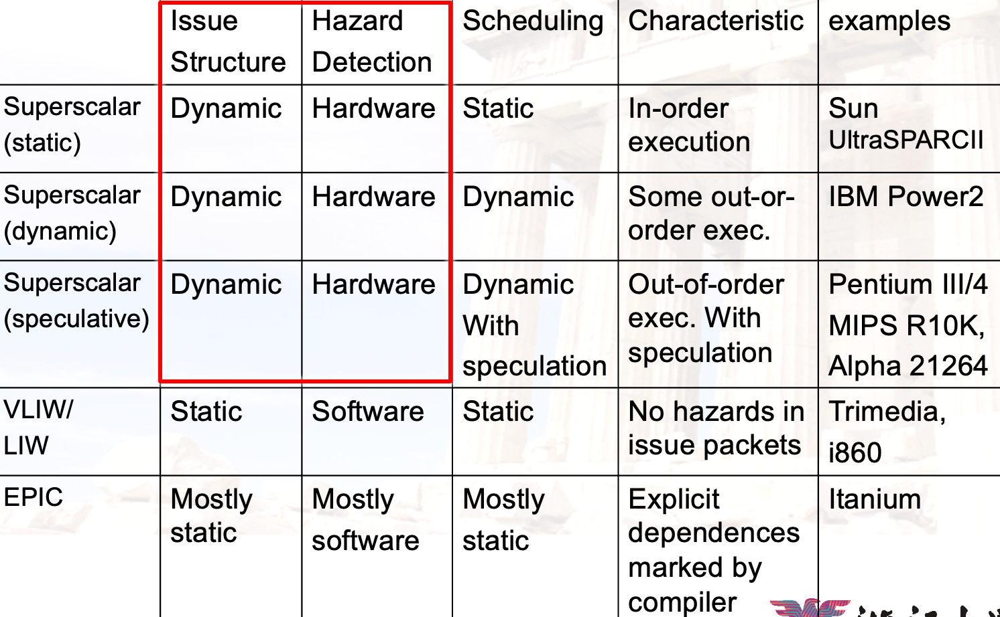 Issue Structure Hazard Detection Scheduling Characteristic examples
Superscalar (static) Dynamic Hardware Static In-order execution Sun UltraSPARCII
Superscalar (dynamic) Dynamic Hardware Dynamic Some out-or-order exec. IBM Power2
Superscalar (speculative) Dynamic Hardware Dynamic With speculation Out-of-order exec. With speculation Pentium III/4 MIPS R10K, Alpha 21264
VLIW/ LIW Static Software Static No hazards in issue packets Trimedia, i860
EPIC Mostly static Mostly software Mostly static Explicit dependences marked by compiler Itanium